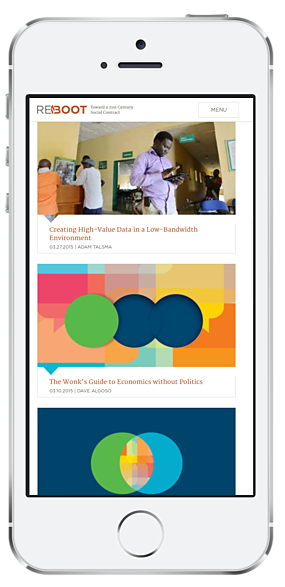 REBOOT
Toward a 21st Century
Social Contract
MENU
Creating High-Value Data in a Low-Bandwidth
Environment
03.27.2015 | ADAM TALSMA
The Wonk's Guide to Economics without Politics
03.10.2015 | DAVE ALGOSO